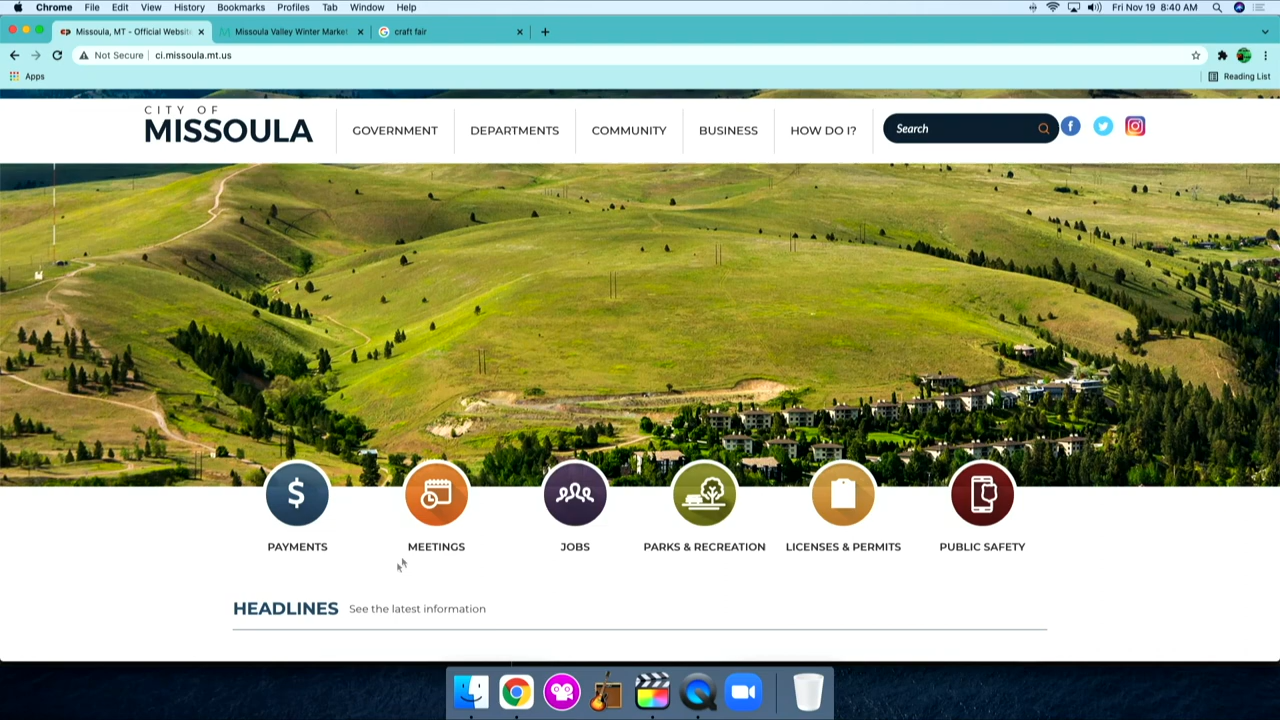 Chrome File Edit View History Bookmarks Profiles Tab Window Help Fri Nov 19 8:40 AM
Missoula, MT - Official Websit
Missoula Valley Winter Market
craft fair
Not Secure ci.missoula.mt.us
Apps
Reading List
CITY OF
MISSOULA
GOVERNMENT
DEPARTMENTS
COMMUNITY
BUSINESS
HOW DO I?
Search
PAYMENTS
MEETINGS
JOBS
PARKS & RECREATION
LICENSES & PERMITS
PUBLIC SAFETY
HEADLINES See the latest information